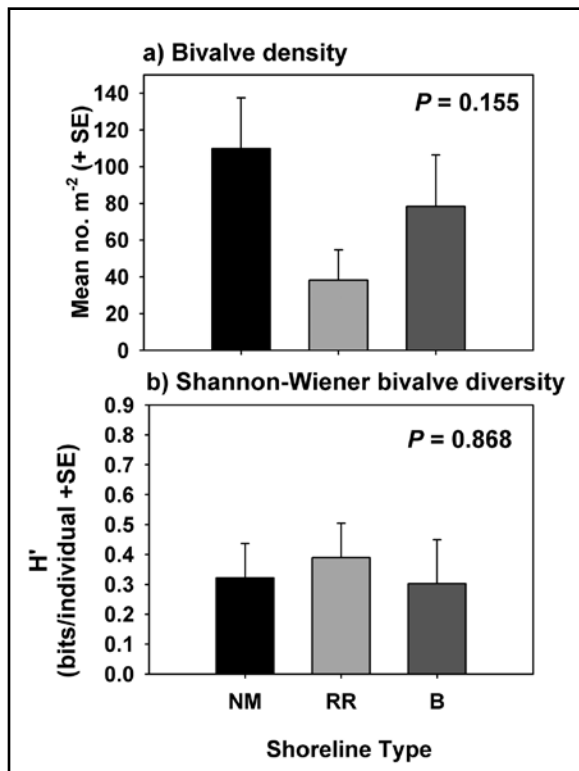 a) Bivalve density
P = 0.155
Mean no. m⁻² (+ SE)
140
120
100
80
60
40
20
0
b) Shannon-Wiener bivalve diversity
P = 0.868
H'
(bits/individual +SE)
0.9
0.8
0.7
0.6
0.5
0.4
0.3
0.2
0.1
0.0
NM RR B
Shoreline Type